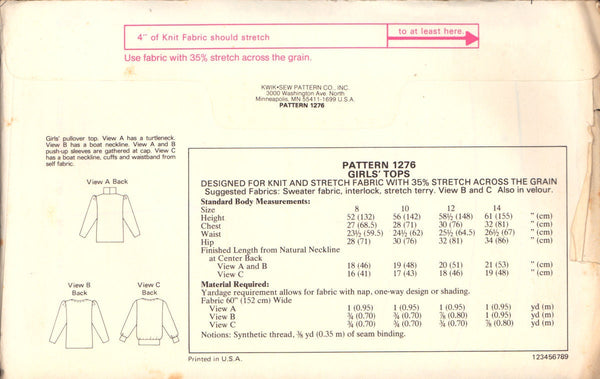 4" of Knit Fabric should stretch
to at least here.
Use fabric with 35% stretch across the grain.
KWIK•SEW PATTERN CO., INC.
3000 Washington Ave. North
Minneapolis, MN 55411-1699 U.S.A.
PATTERN 1276
Girls' pullover top. View A has a turtleneck.
View B has a boat neckline. View A and B
push-up sleeves are gathered at cap. View C
has a boat neckline, cuffs and waistband from
self fabric.
View A Back
View B
Back
View C
Back
PATTERN 1276
GIRLS' TOPS
DESIGNED FOR KNIT AND STRETCH FABRIC WITH 35% STRETCH ACROSS THE GRAIN
Suggested Fabrics: Sweater fabric, interlock, stretch terry. View B and C Also in velour.
Standard Body Measurements:
Size 8 10 12 14
Height 52 (132) 56 (142) 58½ (148) 61 (155) " (cm)
Chest 27 (68.5) 28 (71) 30 (76) 32 (81) " (cm)
Waist 23½ (59.5) 24½ (62) 25½ (64.5) 26½ (67) " (cm)
Hip 28 (71) 30 (76) 32 (81) 34 (86) " (cm)
Finished Length from Natural Neckline
at Center Back
View A and B 18 (46) 19 (48) 20 (51) 21 (53) " (cm)
View C 16 (41) 17 (43) 18 (46) 19 (48) " (cm)
Material Required:
Yardage requirement allows for fabric with nap, one-way design or shading.
Fabric 60" (152 cm) Wide
View A 1 (0.95) 1 (0.95) 1 (0.95) 1 (0.95) yd (m)
View B ¾ (0.70) ¾ (0.70) ⅞ (0.80) 1 (0.95) yd (m)
View C ¾ (0.70) ¾ (0.70) ¾ (0.70) ⅞ (0.80) yd (m)
Notions: Synthetic thread, ⅜ yd (0.35 m) of seam binding.
Printed in U.S.A.
123456789